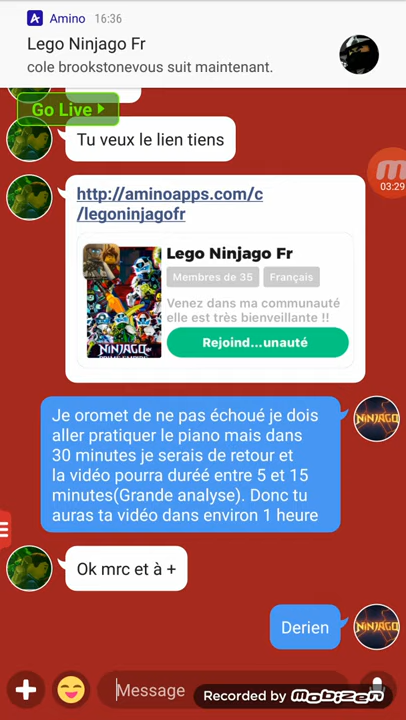 Amino 16:36
Lego Ninjago Fr
cole brookstonevous suit maintenant.
Go Live
Tu veux le lien tiens
03:29
http://aminoapps.com/c
/legoninjagofr
Lego Ninjago Fr
Membres de 35 Français
Venez dans ma communauté
elle est très bienveillante !!
Rejoind...unauté
NINJAGO
Je oromet de ne pas échoué je dois
aller pratiquer le piano mais dans
30 minutes je serais de retour et
la vidéo pourra duréé entre 5 et 15
minutes(Grande analyse). Donc tu
auras ta vidéo dans environ 1 heure
NINJAGO
Ok mrc et à +
Derien
NINJAGO
Message
Recorded by Mobizen